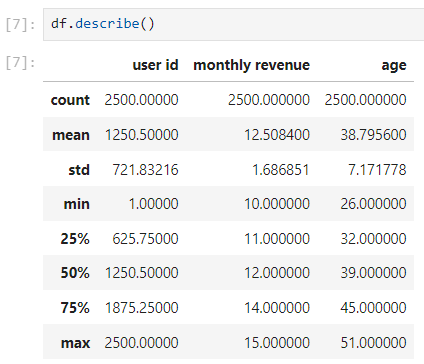 [7]: df.describe()
[7]:
user id monthly revenue age
count 2500.00000 2500.000000 2500.000000
mean 1250.50000 12.508400 38.795600
std 721.83216 1.686851 7.171778
min 1.00000 10.000000 26.000000
25% 625.75000 11.000000 32.000000
50% 1250.50000 12.000000 39.000000
75% 1875.25000 14.000000 45.000000
max 2500.00000 15.000000 51.000000